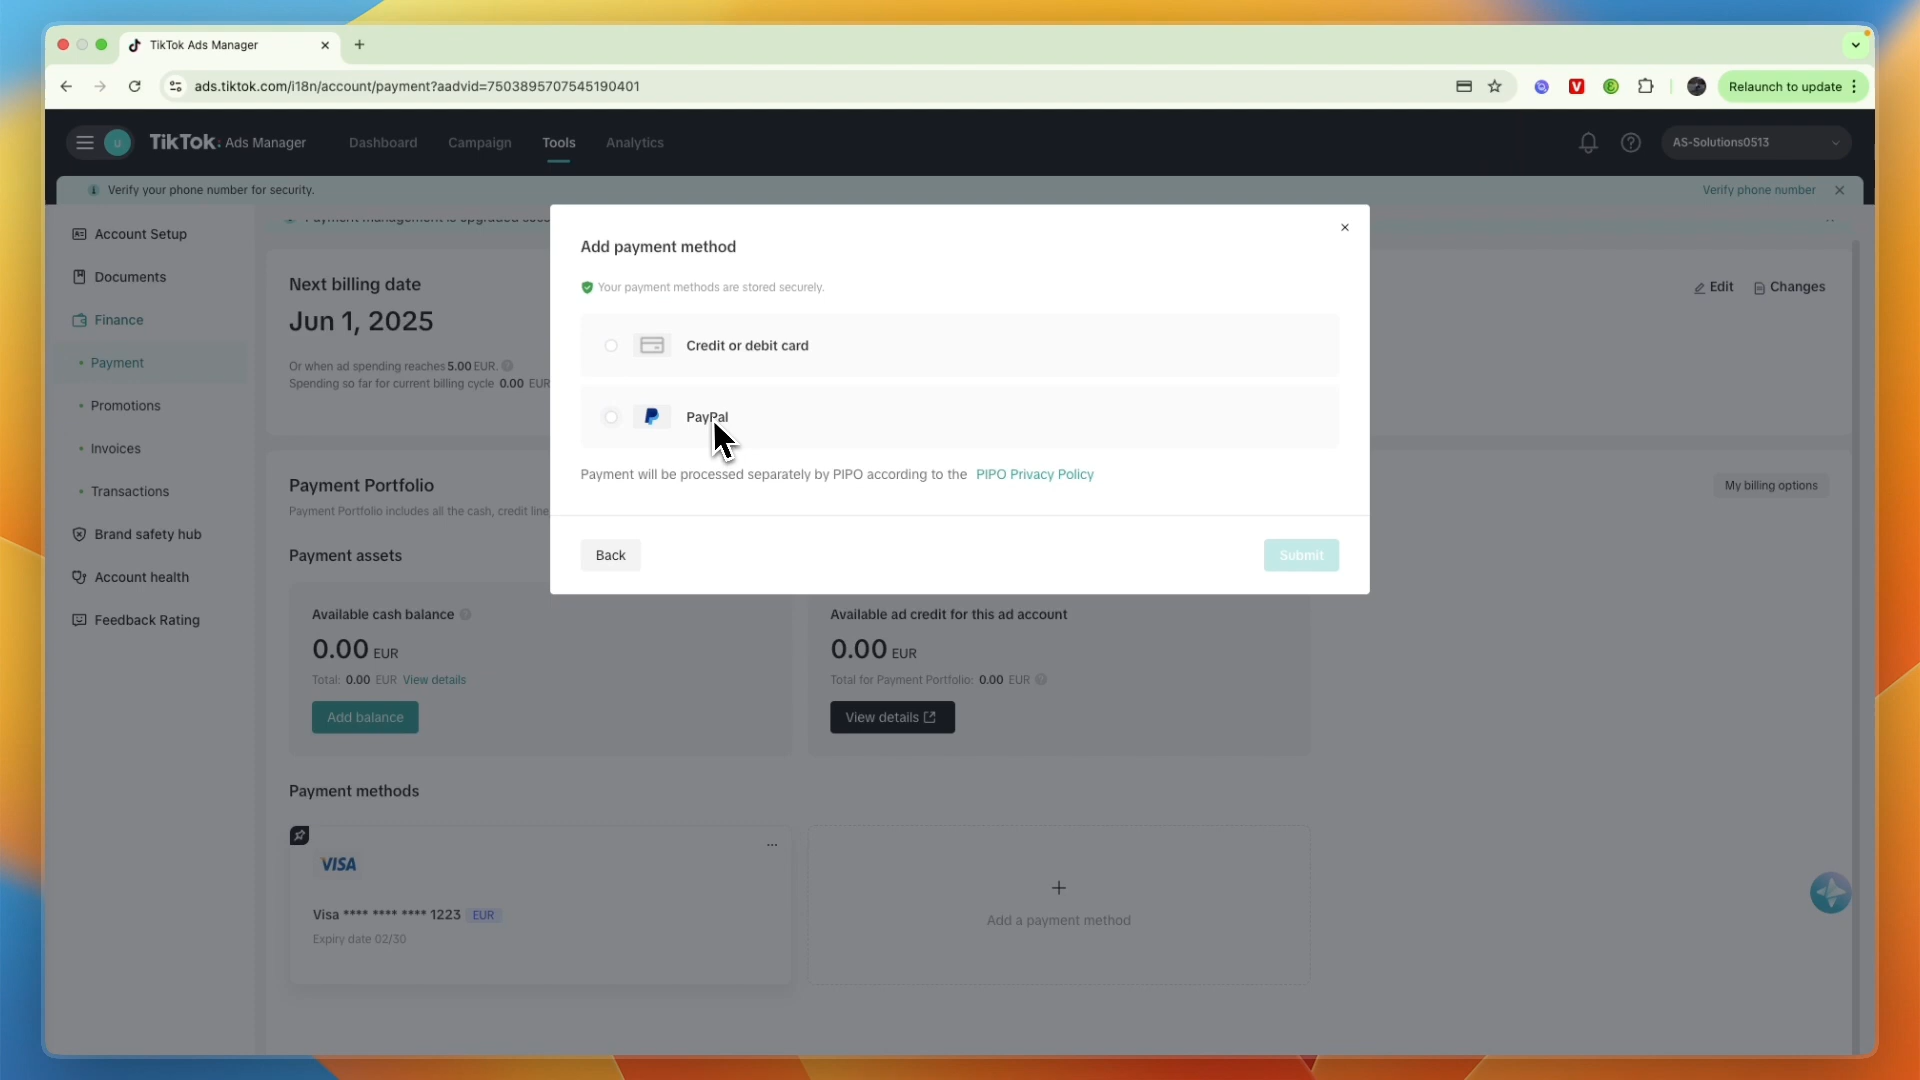 TikTok Ads Manager
ads.tiktok.com/i18n/account/payment?aadvid=7503895707545190401
Relaunch to update
u
TikTok: Ads Manager
Dashboard
Campaign
Tools
Analytics
AS-Solutions0513
Verify your phone number for security.
Verify phone number
Account Setup
Documents
Finance
Payment
Promotions
Invoices
Transactions
Brand safety hub
Account health
Feedback Rating
Payment management is upgraded
Next billing date
Jun 1, 2025
Or when ad spending reaches 5.00 EUR.
Spending so far for current billing cycle 0.00 EUR
Edit
Changes
Add payment method
Your payment methods are stored securely.
Credit or debit card
PayPal
Payment will be processed separately by PIPO according to the PIPO Privacy Policy
Back
Submit
Payment Portfolio
Payment Portfolio includes all the cash, credit line
My billing options
Payment assets
Available cash balance
0.00 EUR
Total: 0.00 EUR View details
Add balance
Available ad credit for this ad account
0.00 EUR
Total for Payment Portfolio: 0.00 EUR
View details
Payment methods
VISA
Visa **** **** **** 1223 EUR
Expiry date 02/30
Add a payment method